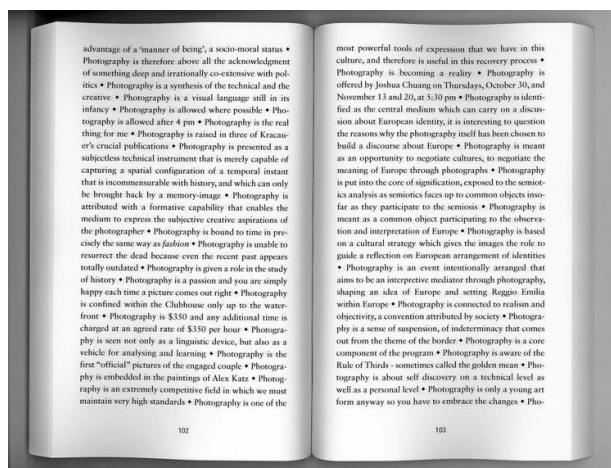 advantage of a ‘manner of being’, a socio-moral status •
Photography is therefore above all the acknowledgment
of something deep and irrationally co-extensive with pol-
itics • Photography is a synthesis of the technical and the
creative • Photography is a visual language still in its
infancy • Photography is allowed where possible • Pho-
tography is allowed after 4 pm • Photography is the real
thing for me • Photography is raised in three of Kracau-
er’s crucial publications • Photography is presented as a
subjectless technical instrument that is merely capable of
capturing a spatial configuration of a temporal instant
that is incommensurable with history, and which can only
be brought back by a memory-image • Photography is
attributed with a formative capability that enables the
medium to express the subjective creative aspirations of
the photographer • Photography is bound to time in pre-
cisely the same way as fashion • Photography is unable to
resurrect the dead because even the recent past appears
totally outdated • Photography is given a role in the study
of history • Photography is a passion and you are simply
happy each time a picture comes out right • Photography
is confined within the Clubhouse only up to the water-
front • Photography is $350 and any additional time is
charged at an agreed rate of $350 per hour • Photogra-
phy is seen not only as a linguistic device, but also as a
vehicle for analysing and learning • Photography is the
first “official” pictures of the engaged couple • Photogra-
phy is embedded in the paintings of Alex Katz • Photog-
raphy is an extremely competitive field in which we must
maintain very high standards • Photography is one of the
102
most powerful tools of expression that we have in this
culture, and therefore is useful in this recovery process •
Photography is becoming a reality • Photography is
offered by Joshua Chuang on Thursdays, October 30, and
November 13 and 20, at 5:30 pm • Photography is identi-
fied as the central medium which can carry on a discus-
sion about European identity, it is interesting to question
the reasons why the photography itself has been chosen to
build a discourse about Europe • Photography is meant
as an opportunity to negotiate cultures, to negotiate the
meaning of Europe through photographs • Photography
is put into the core of signification, exposed to the semiot-
ics analysis as semiotics faces up to common objects inso-
far as they participate to the semiosis • Photography is
meant as a common object participating to the observa-
tion and interpretation of Europe • Photography is based
on a cultural strategy which gives the images the role to
guide a reflection on European arrangement of identities
• Photography is an event intentionally arranged that
aims to be an interpretive mediator through photography,
shaping an idea of Europe and setting Reggio Emilia
within Europe • Photography is connected to realism and
objectivity, a convention attributed by society • Photogra-
phy is a sense of suspension, of indeterminacy that comes
out from the theme of the border • Photography is a core
component of the program • Photography is aware of the
Rule of Thirds - sometimes called the golden mean • Pho-
tography is about self discovery on a technical level as
well as a personal level • Photography is only a young art
form anyway so you have to embrace the changes • Pho-
103